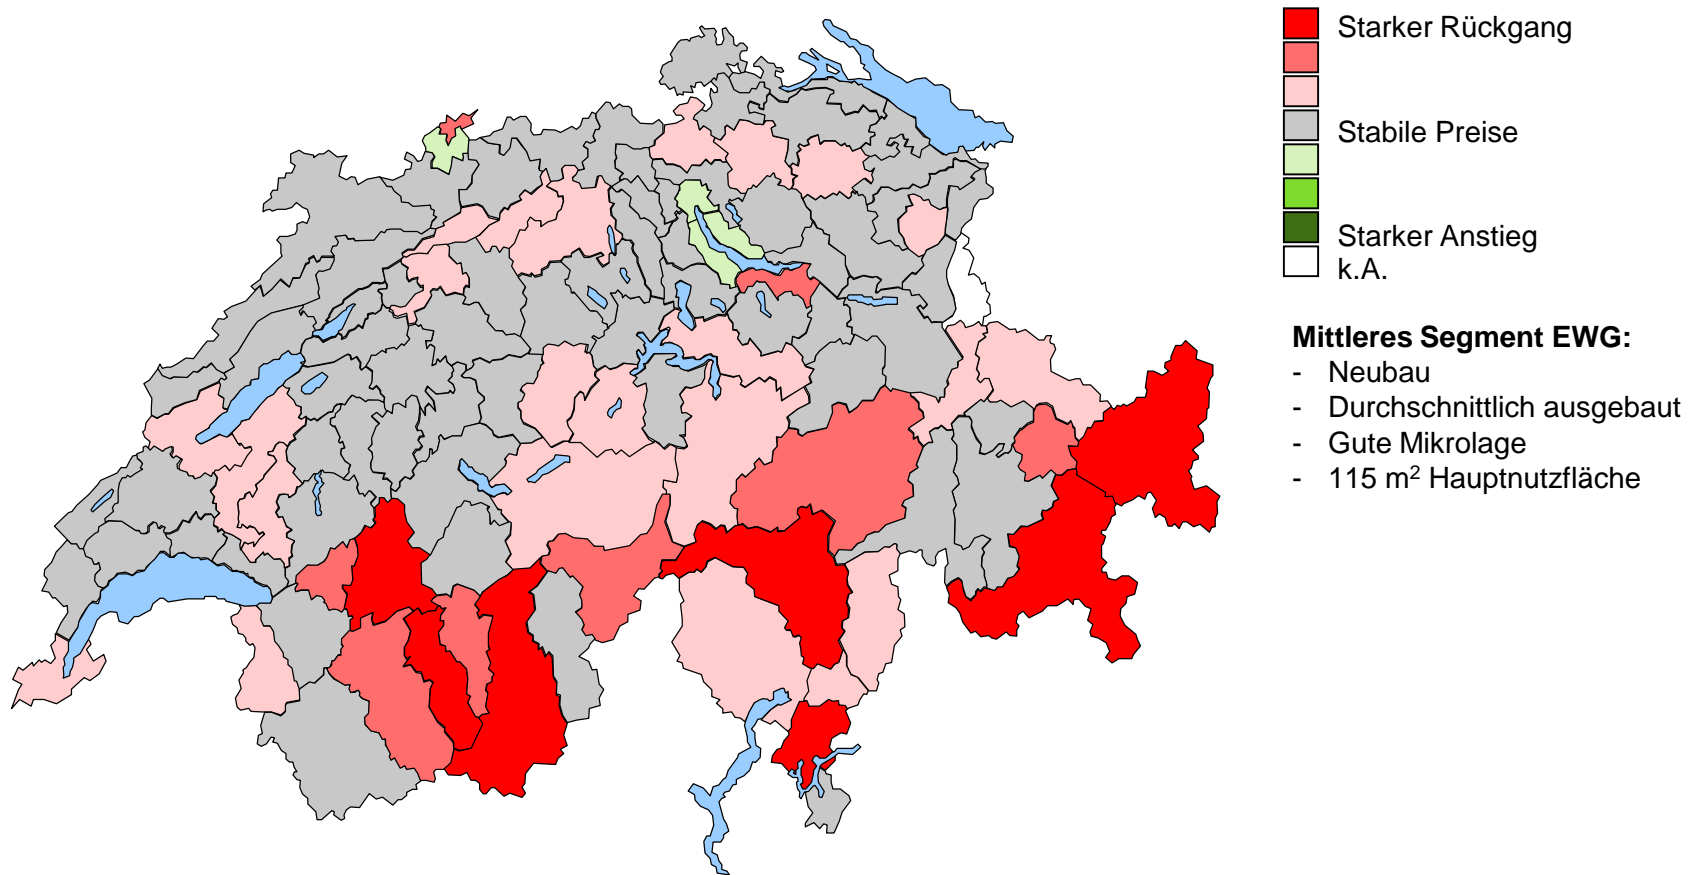 Starker Rückgang
Stabile Preise
Starker Anstieg
k.A.
Mittleres Segment EWG:
- Neubau
- Durchschnittlich ausgebaut
- Gute Mikrolage
- 115 m² Hauptnutzfläche